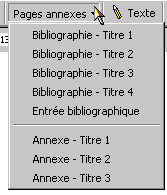 Pages annexes Texte
13
Bibliographie - Titre 1
Bibliographie - Titre 2
Bibliographie - Titre 3
Bibliographie - Titre 4
Entrée bibliographique
Annexe - Titre 1
Annexe - Titre 2
Annexe - Titre 3